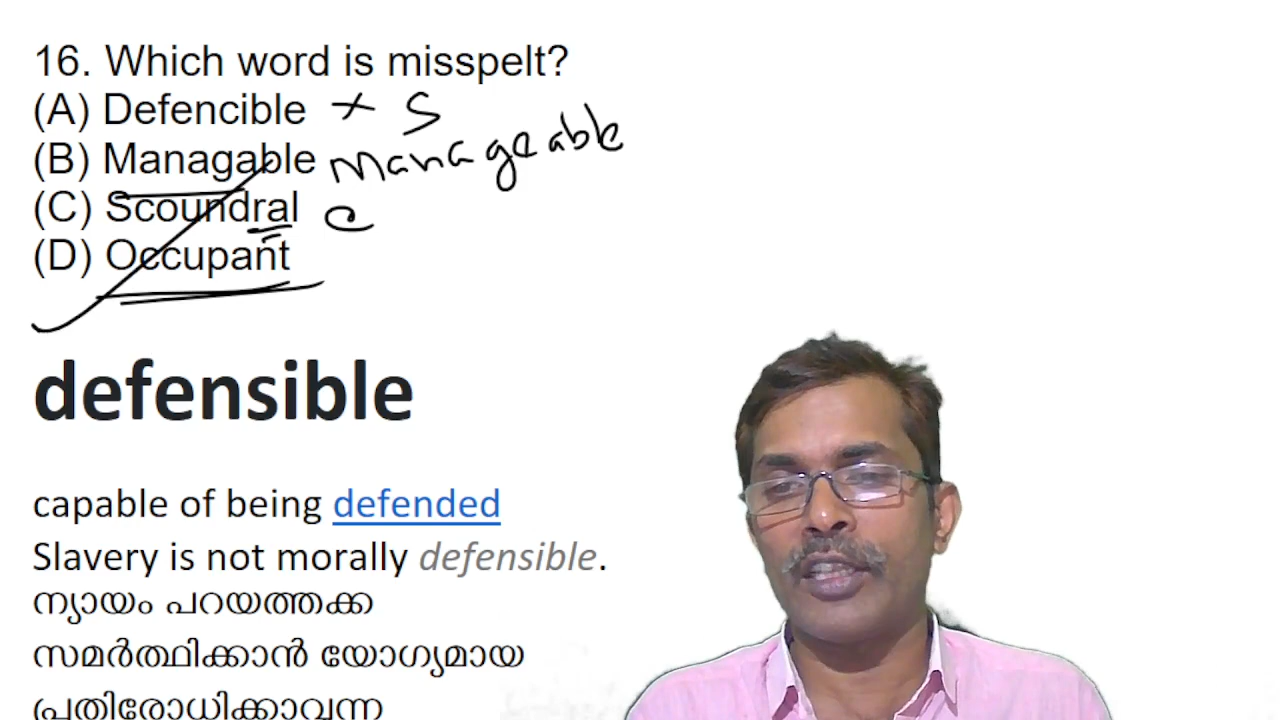 16. Which word is misspelt?
(A) Defencible × S
(B) Managable Manageable
(C) Scoundral e
(D) Occupant
defensible
capable of being defended
Slavery is not morally defensible.
ന്യായം പറയത്തക്ക
സമർത്ഥിക്കാൻ യോഗ്യമായ
പ്രതിരോധിക്കാവുന്ന